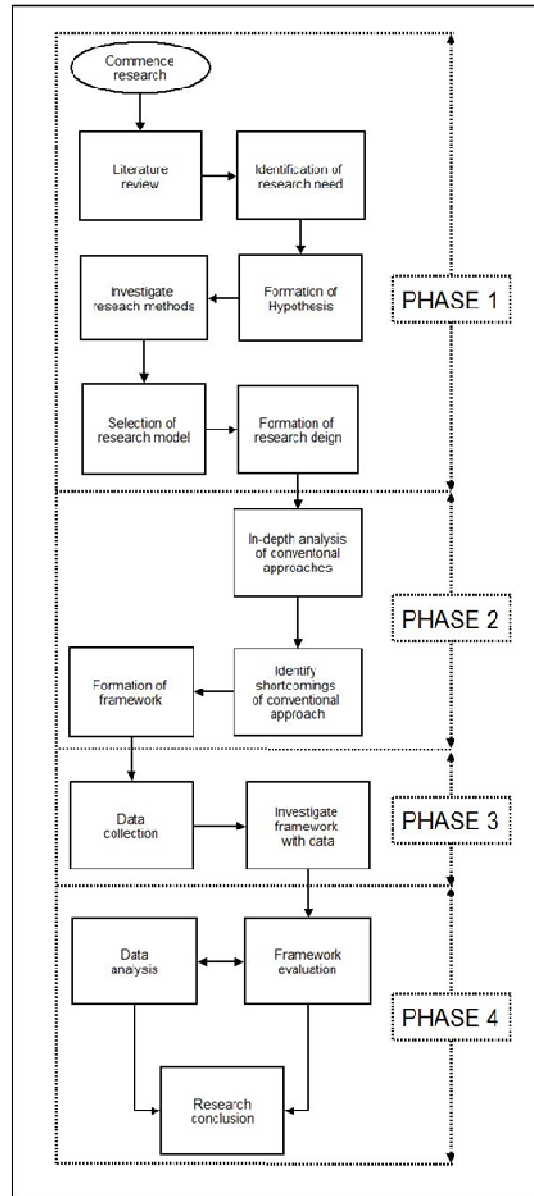 Commence
research
Literature
review
Identification of
research need
Investigate
reseach methods
Formation of
Hypothesis
PHASE 1
Selection of
research model
Formation of
research deign
In-depth analysis
of conventonal
approaches
PHASE 2
Formation of
framework
Identify
shortcomings
of conventional
approach
Data
collection
Investigate
framework
with data
PHASE 3
Data
analysis
Framework
evaluation
PHASE 4
Research
conclusion